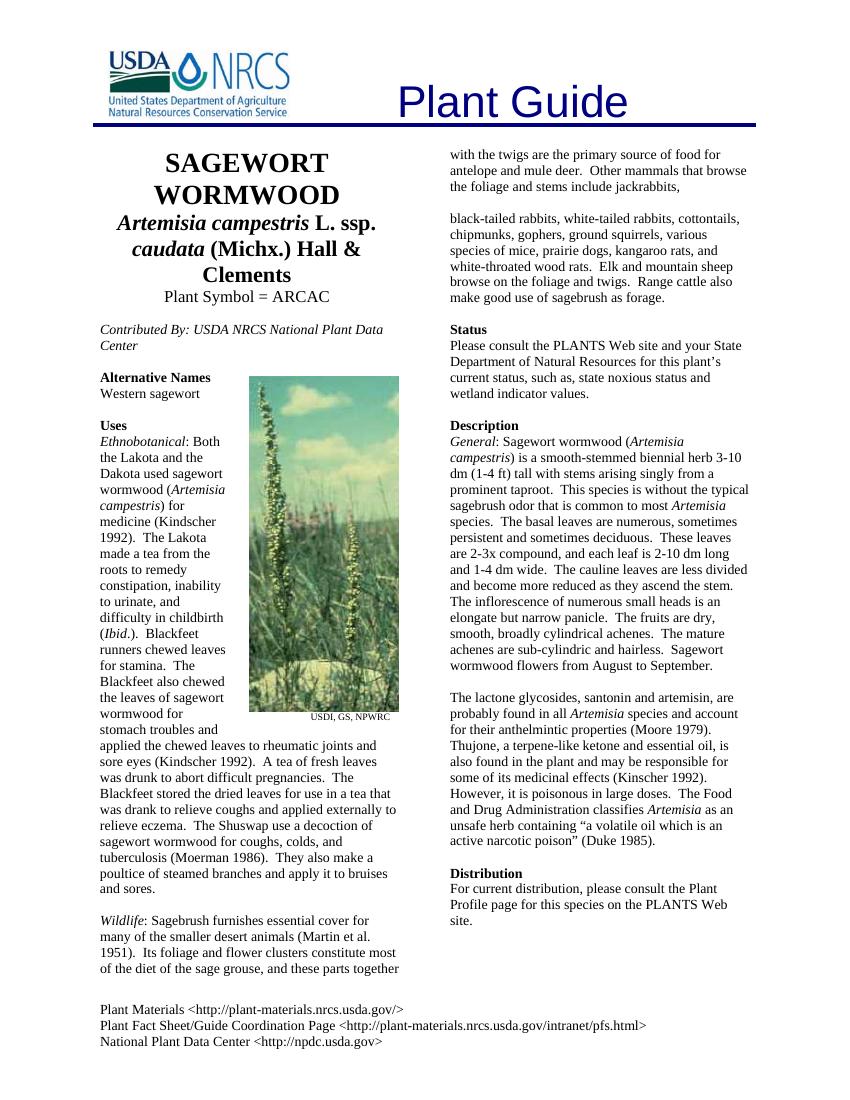 USDA NRCS
United States Department of Agriculture
Natural Resources Conservation Service
Plant Guide
SAGEWORT
WORMWOOD
Artemisia campestris L. ssp.
caudata (Michx.) Hall &
Clements
Plant Symbol = ARCAC
Contributed By: USDA NRCS National Plant Data
Center
Alternative Names
Western sagewort
Uses
Ethnobotanical: Both
the Lakota and the
Dakota used sagewort
wormwood (Artemisia
campestris) for
medicine (Kindscher
1992).  The Lakota
made a tea from the
roots to remedy
constipation, inability
to urinate, and
difficulty in childbirth
(Ibid.).  Blackfeet
runners chewed leaves
for stamina.  The
Blackfeet also chewed
the leaves of sagewort
wormwood for
stomach troubles and
USDI, GS, NPWRC
applied the chewed leaves to rheumatic joints and
sore eyes (Kindscher 1992).  A tea of fresh leaves
was drunk to abort difficult pregnancies.  The
Blackfeet stored the dried leaves for use in a tea that
was drank to relieve coughs and applied externally to
relieve eczema.  The Shuswap use a decoction of
sagewort wormwood for coughs, colds, and
tuberculosis (Moerman 1986).  They also make a
poultice of steamed branches and apply it to bruises
and sores.
Wildlife: Sagebrush furnishes essential cover for
many of the smaller desert animals (Martin et al.
1951).  Its foliage and flower clusters constitute most
of the diet of the sage grouse, and these parts together
with the twigs are the primary source of food for
antelope and mule deer.  Other mammals that browse
the foliage and stems include jackrabbits,
black-tailed rabbits, white-tailed rabbits, cottontails,
chipmunks, gophers, ground squirrels, various
species of mice, prairie dogs, kangaroo rats, and
white-throated wood rats.  Elk and mountain sheep
browse on the foliage and twigs.  Range cattle also
make good use of sagebrush as forage.
Status
Please consult the PLANTS Web site and your State
Department of Natural Resources for this plant’s
current status, such as, state noxious status and
wetland indicator values.
Description
General: Sagewort wormwood (Artemisia
campestris) is a smooth-stemmed biennial herb 3-10
dm (1-4 ft) tall with stems arising singly from a
prominent taproot.  This species is without the typical
sagebrush odor that is common to most Artemisia
species.  The basal leaves are numerous, sometimes
persistent and sometimes deciduous.  These leaves
are 2-3x compound, and each leaf is 2-10 dm long
and 1-4 dm wide.  The cauline leaves are less divided
and become more reduced as they ascend the stem.
The inflorescence of numerous small heads is an
elongate but narrow panicle.  The fruits are dry,
smooth, broadly cylindrical achenes.  The mature
achenes are sub-cylindric and hairless.  Sagewort
wormwood flowers from August to September.
The lactone glycosides, santonin and artemisin, are
probably found in all Artemisia species and account
for their anthelmintic properties (Moore 1979).
Thujone, a terpene-like ketone and essential oil, is
also found in the plant and may be responsible for
some of its medicinal effects (Kinscher 1992).
However, it is poisonous in large doses.  The Food
and Drug Administration classifies Artemisia as an
unsafe herb containing “a volatile oil which is an
active narcotic poison” (Duke 1985).
Distribution
For current distribution, please consult the Plant
Profile page for this species on the PLANTS Web
site.
Plant Materials <http://plant-materials.nrcs.usda.gov/>
Plant Fact Sheet/Guide Coordination Page <http://plant-materials.nrcs.usda.gov/intranet/pfs.html>
National Plant Data Center <http://npdc.usda.gov>